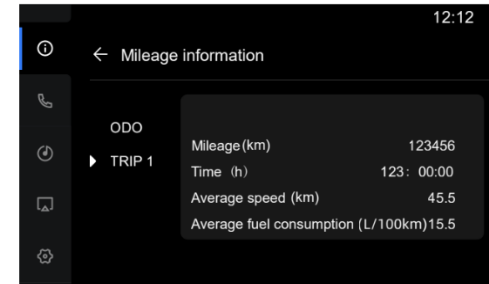 12:12
Mileage information
ODO
TRIP 1
Mileage(km) 123456
Time (h) 123: 00:00
Average speed (km) 45.5
Average fuel consumption (L/100km)15.5